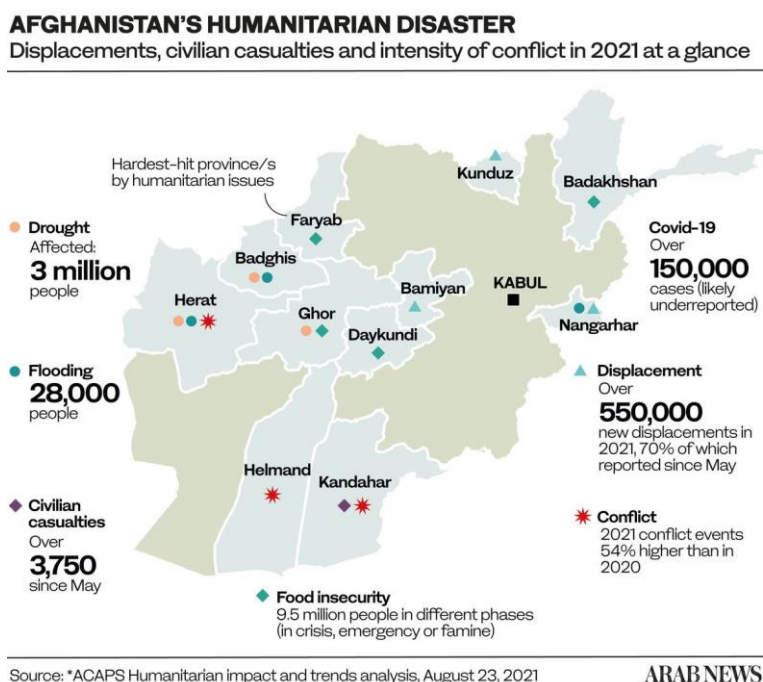 AFGHANISTAN'S HUMANITARIAN DISASTER
Displacements, civilian casualties and intensity of conflict in 2021 at a glance
Hardest-hit province/s
by humanitarian issues
Kunduz
Badakhshan
Faryab
Badghis
Herat
Ghor
Bamiyan
Daykundi
KABUL
Nangarhar
Helmand
Kandahar
Drought
Affected:
3 million
people
Flooding
28,000
people
Civilian
casualties
Over
3,750
since May
Food insecurity
9.5 million people in different phases
(in crisis, emergency or famine)
Covid-19
Over
150,000
cases (likely
underreported)
Displacement
Over
550,000
new displacements in
2021, 70% of which
reported since May
Conflict
2021 conflict events
54% higher than in
2020
Source: *ACAPS Humanitarian impact and trends analysis, August 23, 2021
ARAB NEWS